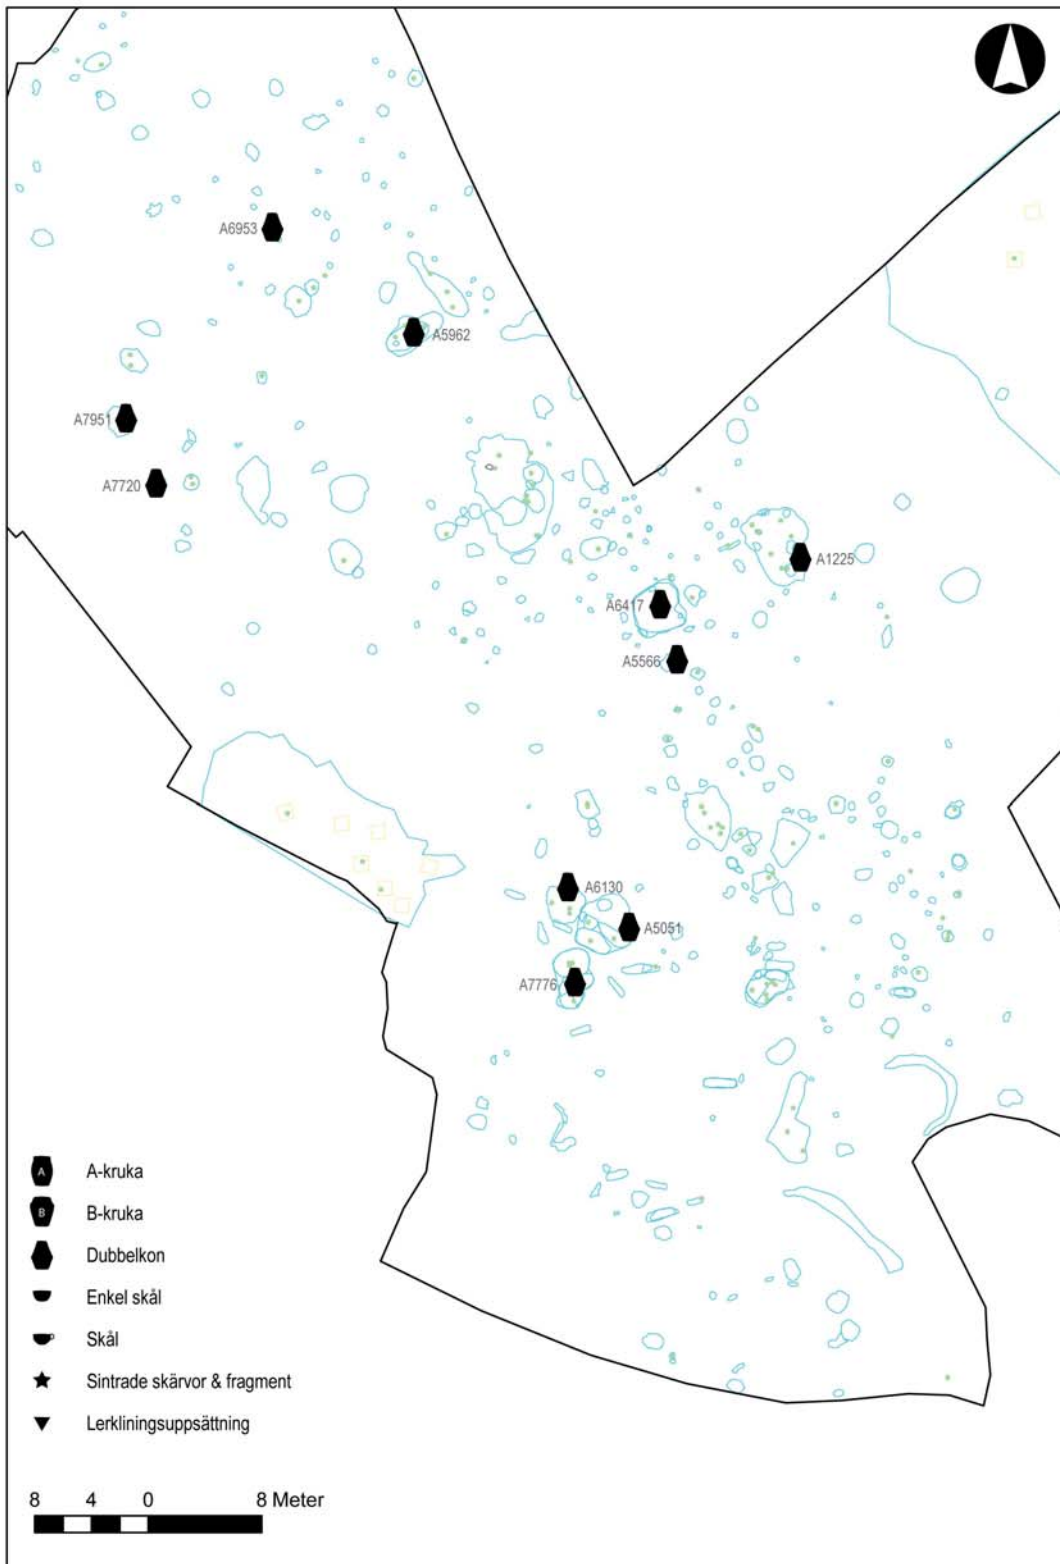 A6953
A5962
A7951
A7720
A1225
A6417
A5566
A6130
A5051
A7776
A A-kruka
B B-kruka
Dubbelkon
Enkel skål
Skål
Sintrade skärvor & fragment
Lerkliningsuppsättning
8 4 0 8 Meter